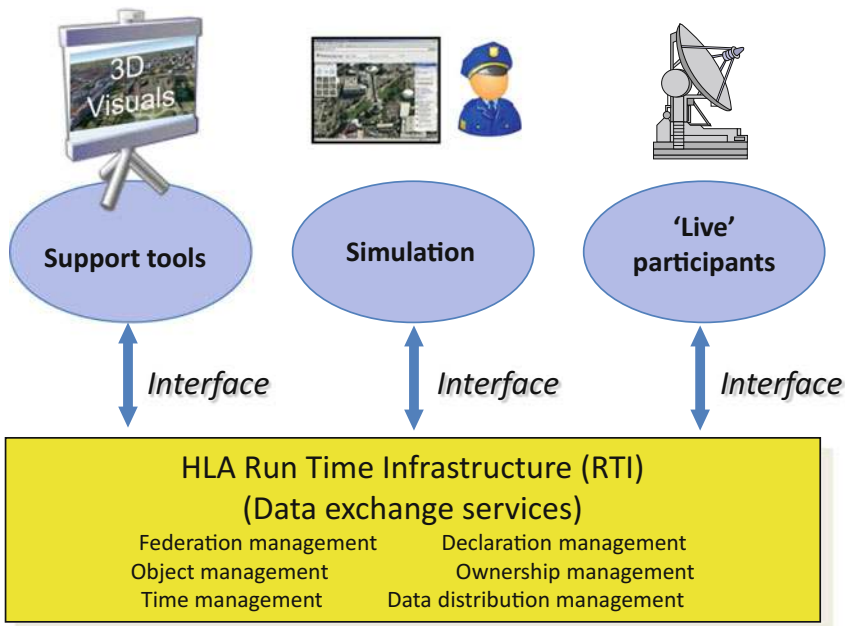 3D
Visuals
Support tools
Simulation
‘Live’
participants
Interface
Interface
Interface
HLA Run Time Infrastructure (RTI)
(Data exchange services)
Federation management Declaration management
Object management Ownership management
Time management Data distribution management